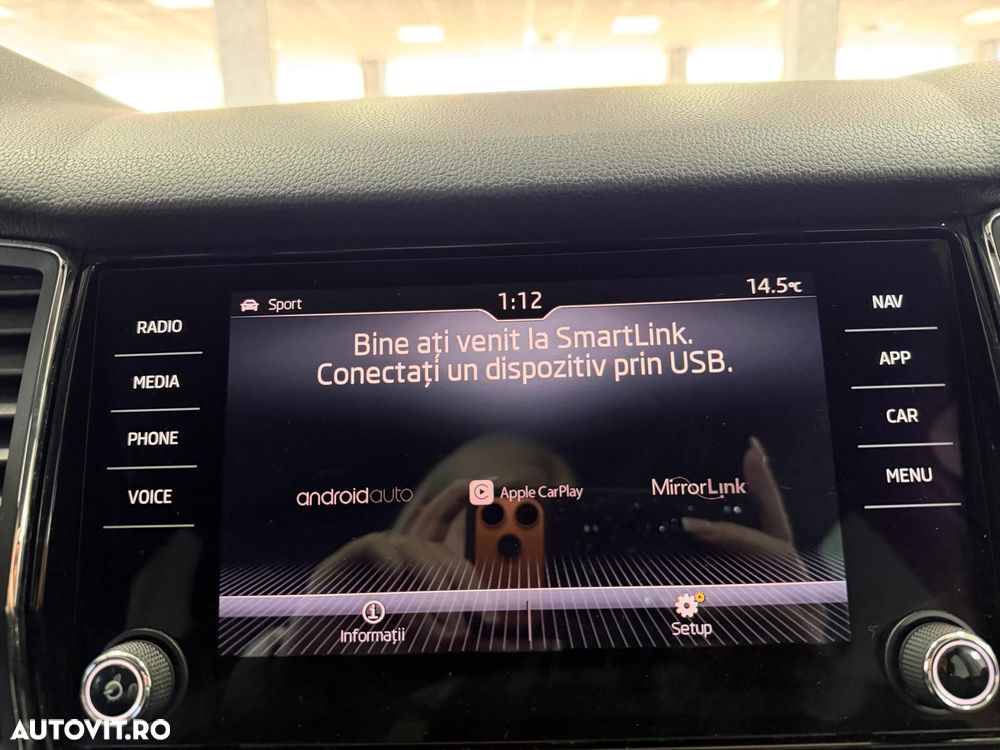 Sport
1:12
14.5°C
RADIO
MEDIA
PHONE
VOICE
Bine ați venit la SmartLink.
Conectați un dispozitiv prin USB.
androidauto
Apple CarPlay
MirrorLink
Informații
Setup
NAV
APP
CAR
MENU
AUTOVIT.RO